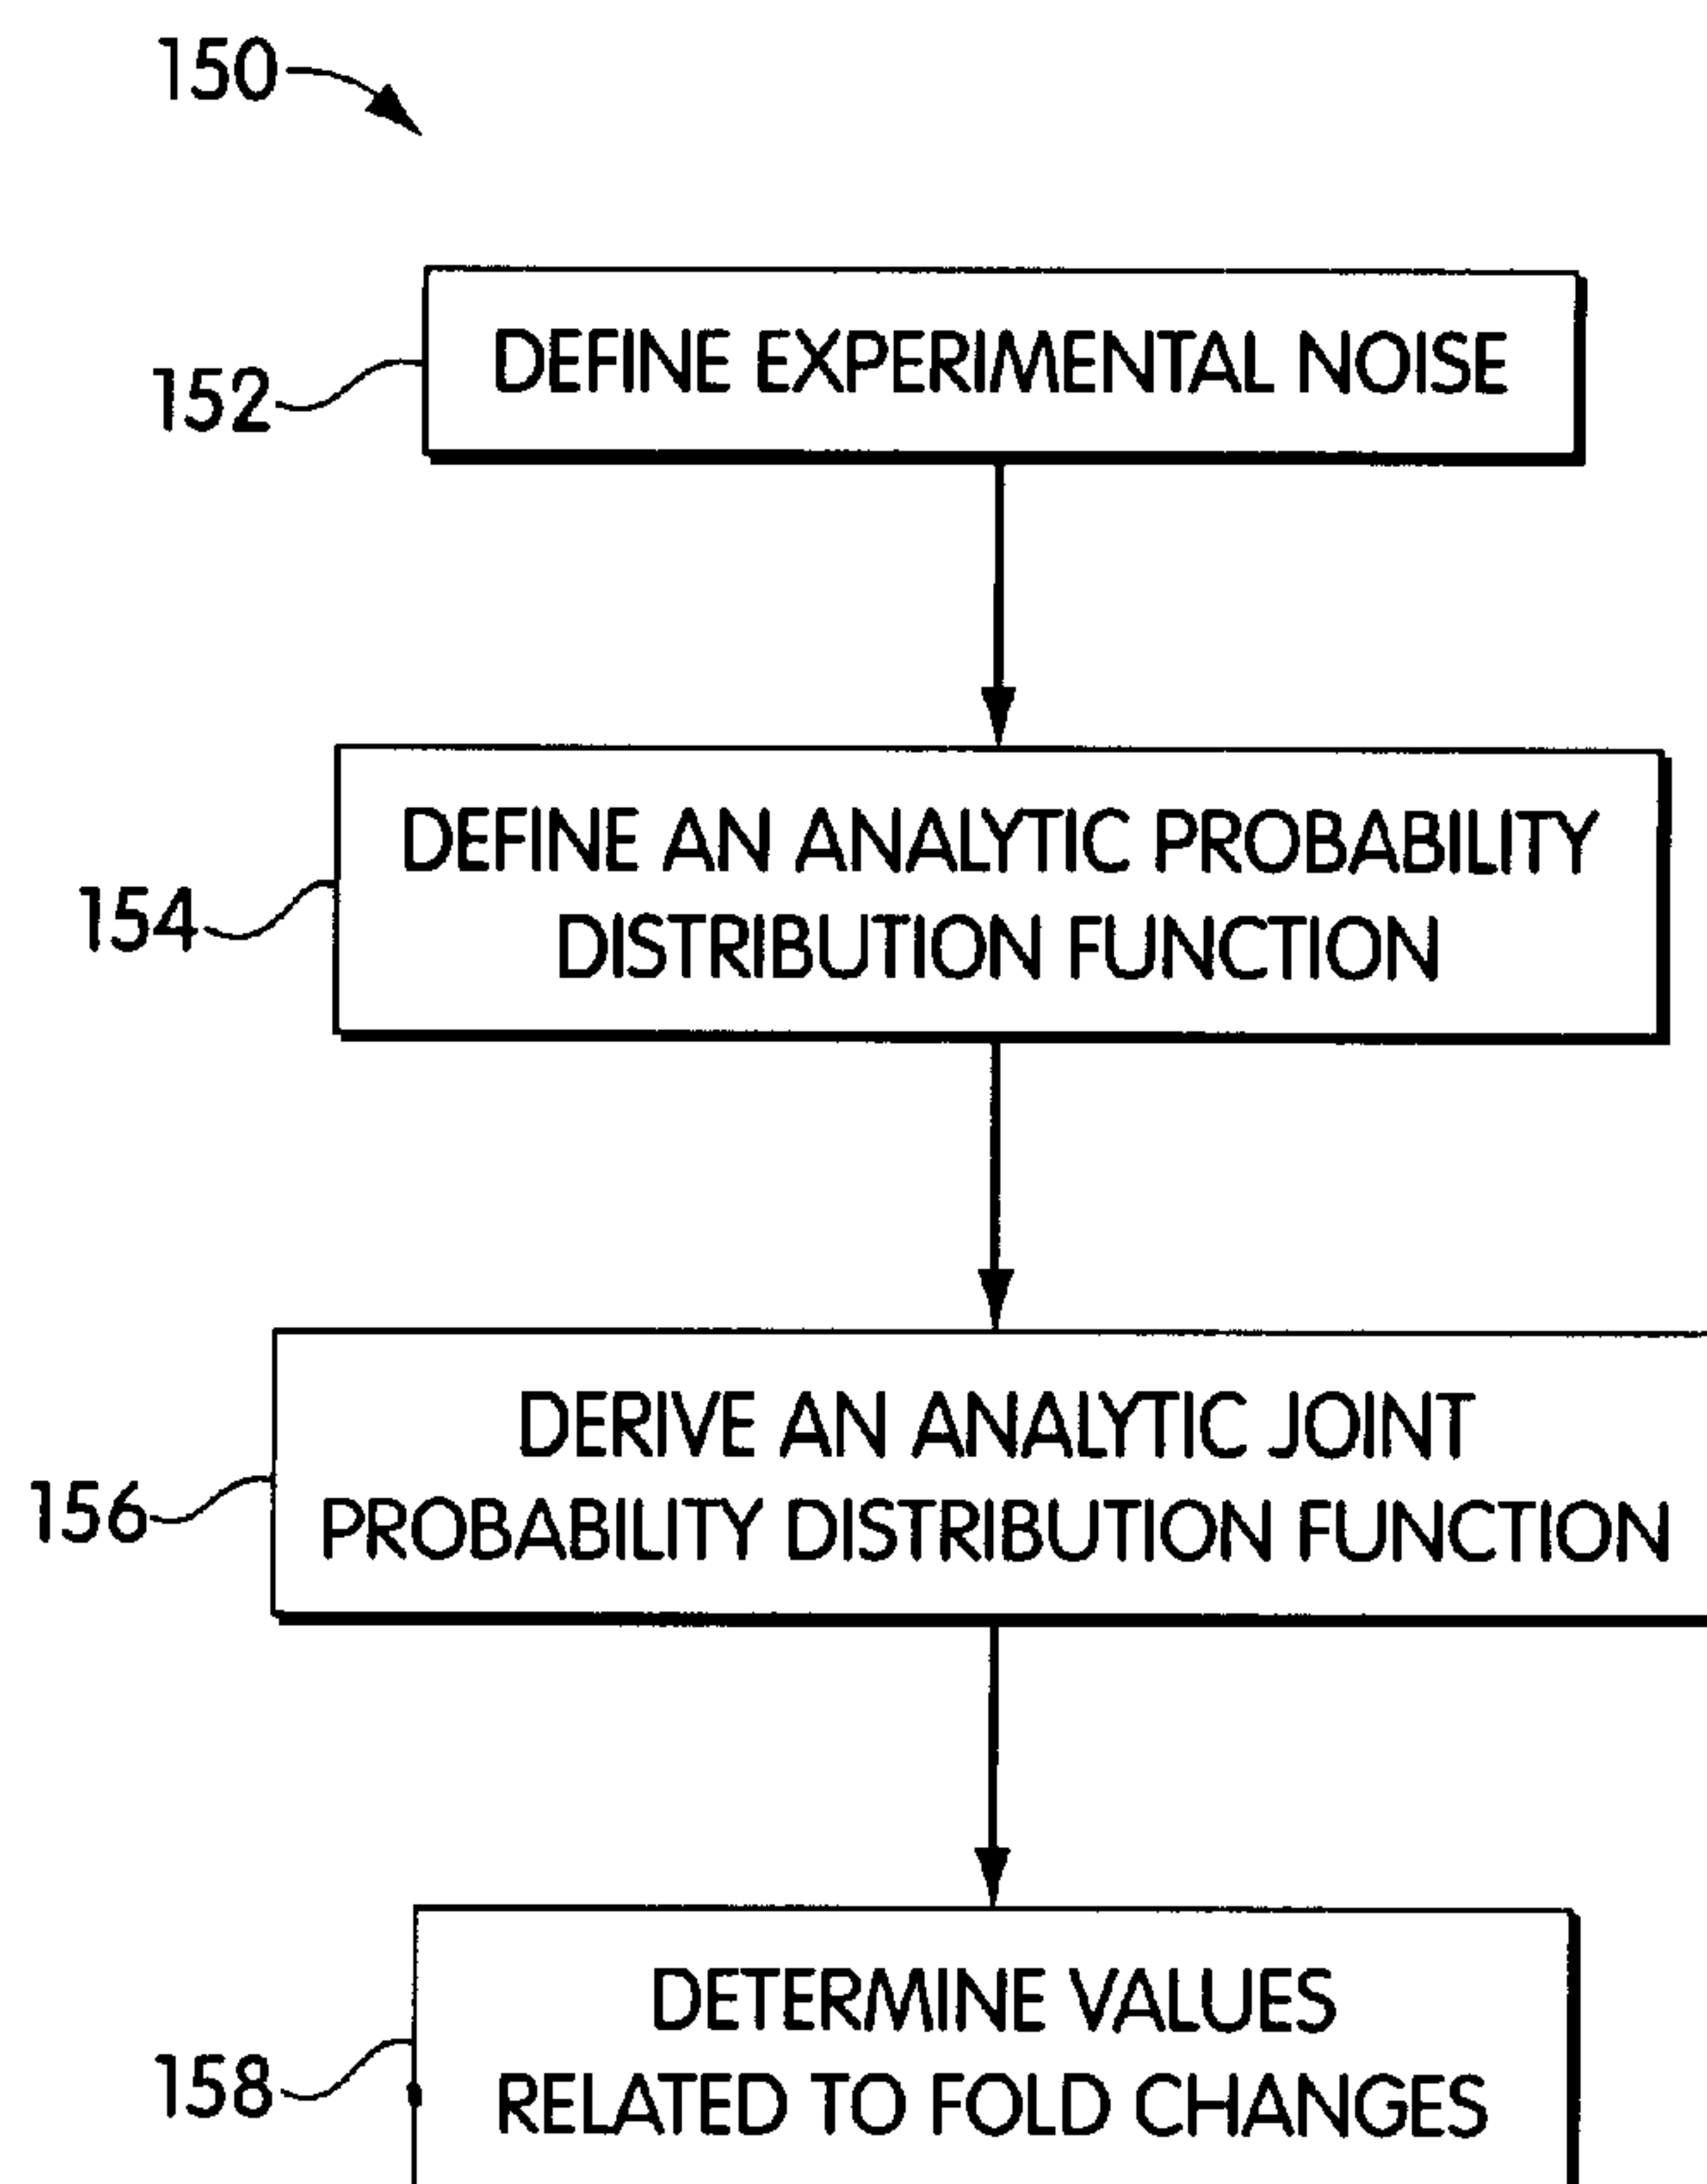 150
152
DEFINE EXPERIMENTAL NOISE
154
DEFINE AN ANALYTIC PROBABILITY
DISTRIBUTION FUNCTION
156
DERIVE AN ANALYTIC JOINT
PROBABILITY DISTRIBUTION FUNCTION
158
DETERMINE VALUES
RELATED TO FOLD CHANGES